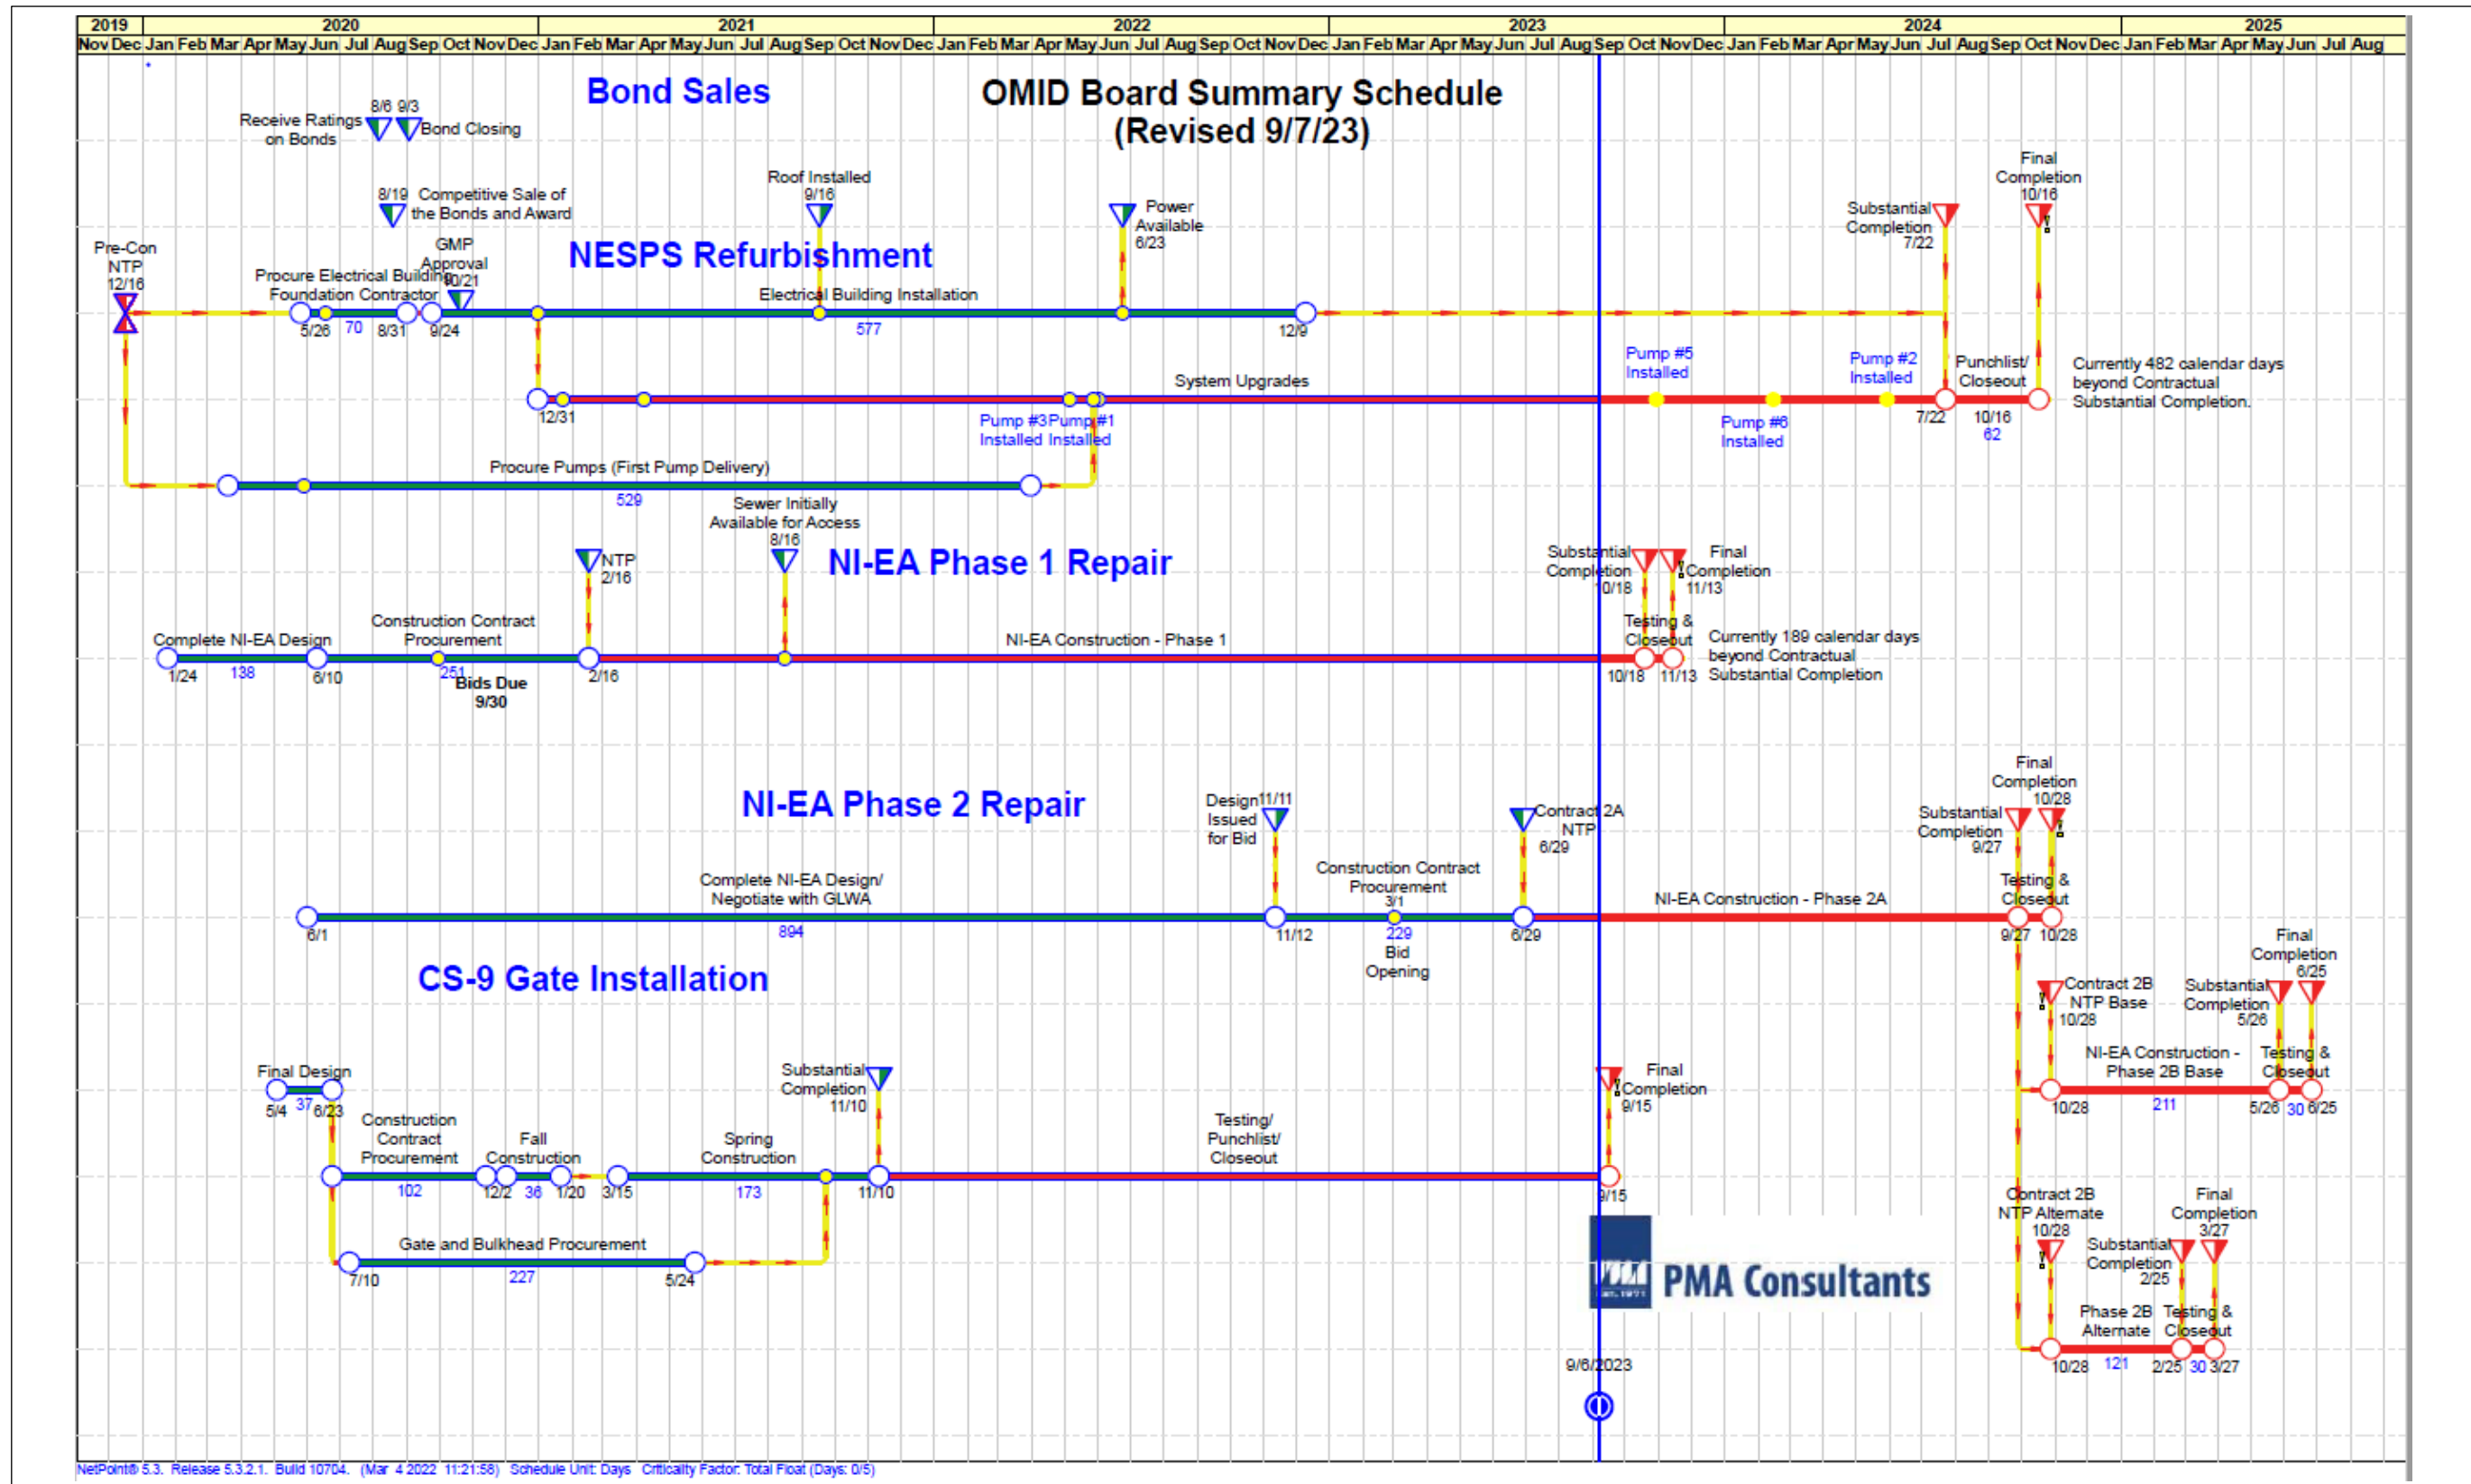 2019 2020 2021 2022 2023 2024 2025
Nov Dec Jan Feb Mar Apr May Jun Jul Aug Sep Oct Nov Dec Jan Feb Mar Apr May Jun Jul Aug Sep Oct Nov Dec Jan Feb Mar Apr May Jun Jul Aug Sep Oct Nov Dec Jan Feb Mar Apr May Jun Jul Aug Sep Oct Nov Dec Jan Feb Mar Apr May Jun Jul Aug Sep Oct Nov Dec Jan Feb Mar Apr May Jun Jul Aug
OMID Board Summary Schedule
(Revised 9/7/23)
Bond Sales
8/6 9/3
Receive Ratings
on Bonds
Bond Closing
8/19 Competitive Sale of
the Bonds and Award
NESPS Refurbishment
Pre-Con
NTP
12/16
GMP
Approval
10/21
Procure Electrical Building
Foundation Contractor
5/26 70 8/31 9/24
Roof Installed
9/16
Electrical Building Installation
577
Power
Available
6/23
12/9
Substantial
Completion
7/22
Final
Completion
10/16
System Upgrades
12/31
Pump #3
Installed
Pump #1
Installed
Pump #5
Installed
Pump #6
Installed
Pump #2
Installed
Punchlist/
Closeout
7/22 10/16
62
Currently 482 calendar days
beyond Contractual
Substantial Completion.
Procure Pumps (First Pump Delivery)
529
NI-EA Phase 1 Repair
Sewer Initially
Available for Access
8/16
NTP
2/16
Complete NI-EA Design
1/24 138 6/10
Construction Contract
Procurement
251
Bids Due
9/30
2/16
NI-EA Construction - Phase 1
Substantial
Completion
10/18
Final
Completion
11/13
Testing &
Closeout
10/18 11/13
Currently 189 calendar days
beyond Contractual
Substantial Completion
NI-EA Phase 2 Repair
Design
Issued
for Bid
11/11
Contract 2A
NTP
6/29
Complete NI-EA Design/
Negotiate with GLWA
6/1 894 11/12
Construction Contract
Procurement
3/1
229
Bid
Opening
6/29
NI-EA Construction - Phase 2A
Substantial
Completion
9/27
Final
Completion
10/28
Testing &
Closeout
9/27 10/28
Contract 2B
NTP Base
10/28
Substantial
Completion
5/26
Final
Completion
6/25
NI-EA Construction -
Phase 2B Base
Testing &
Closeout
10/28 211 5/26 30 6/25
CS-9 Gate Installation
Final Design
5/4 37 6/23
Construction
Contract
Procurement
102
Fall
Construction
12/2 36 1/20
Spring
Construction
3/15 173 11/10
Substantial
Completion
11/10
Testing/
Punchlist/
Closeout
Final
Completion
9/15
9/15
Gate and Bulkhead Procurement
7/10 227 5/24
Contract 2B
NTP Alternate
10/28
Substantial
Completion
2/25
Final
Completion
3/27
Phase 2B
Alternate
Testing &
Closeout
10/28 121 2/25 30 3/27
EST. 1971
PMA Consultants
9/6/2023
NetPoint® 5.3. Release 5.3.2.1. Build 10704. (Mar 4 2022 11:21:58) Schedule Unit: Days Criticality Factor: Total Float (Days: 0/5)